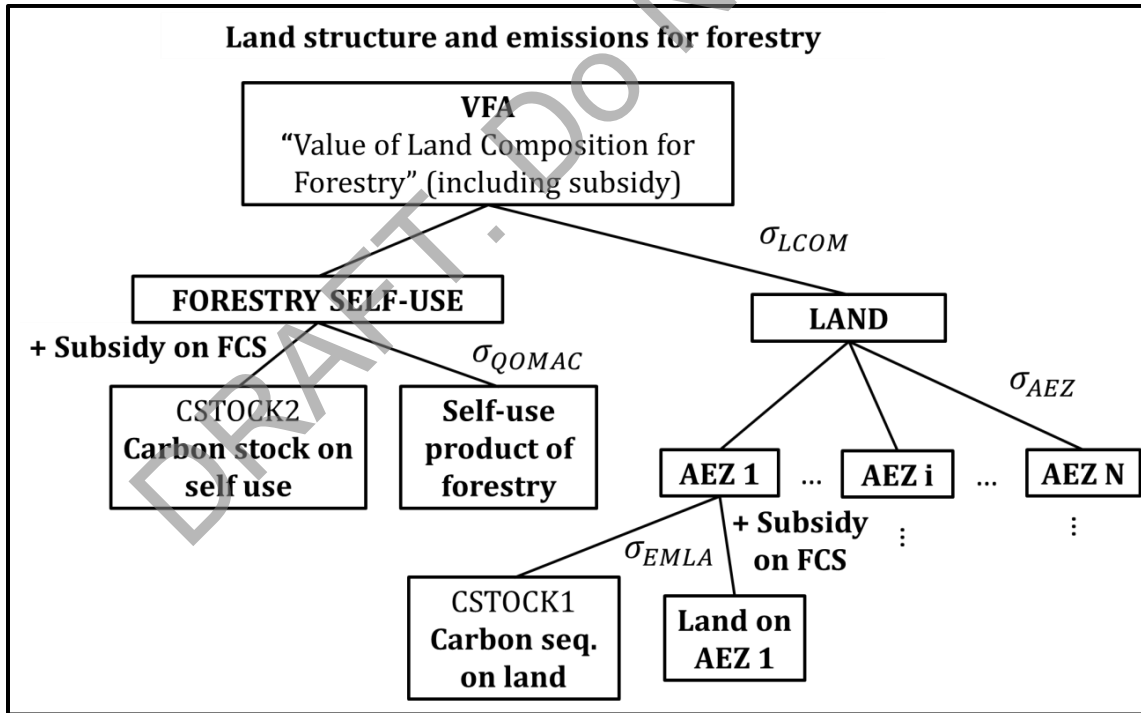 Land structure and emissions for forestry
VFA
“Value of Land Composition for
Forestry” (including subsidy)
σLCOM
FORESTRY SELF-USE
LAND
+ Subsidy on FCS
σQOMAC
σAEZ
CSTOCK2
Carbon stock on
self use
Self-use
product of
forestry
AEZ 1
...
AEZ i
...
AEZ N
+ Subsidy
on FCS
⋮
⋮
σEMLA
CSTOCK1
Carbon seq.
on land
Land on
AEZ 1
DRAFT. Do